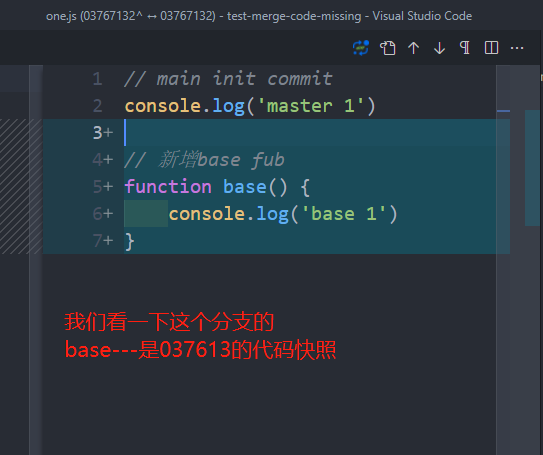 one.js (03767132^ ↔ 03767132) - test-merge-code-missing - Visual Studio Code
1 // main init commit
2 console.log('master 1')
3+
4+ // 新增base fub
5+ function base() {
6+ console.log('base 1')
7+ }
我们看一下这个分支的
base---是037613的代码快照